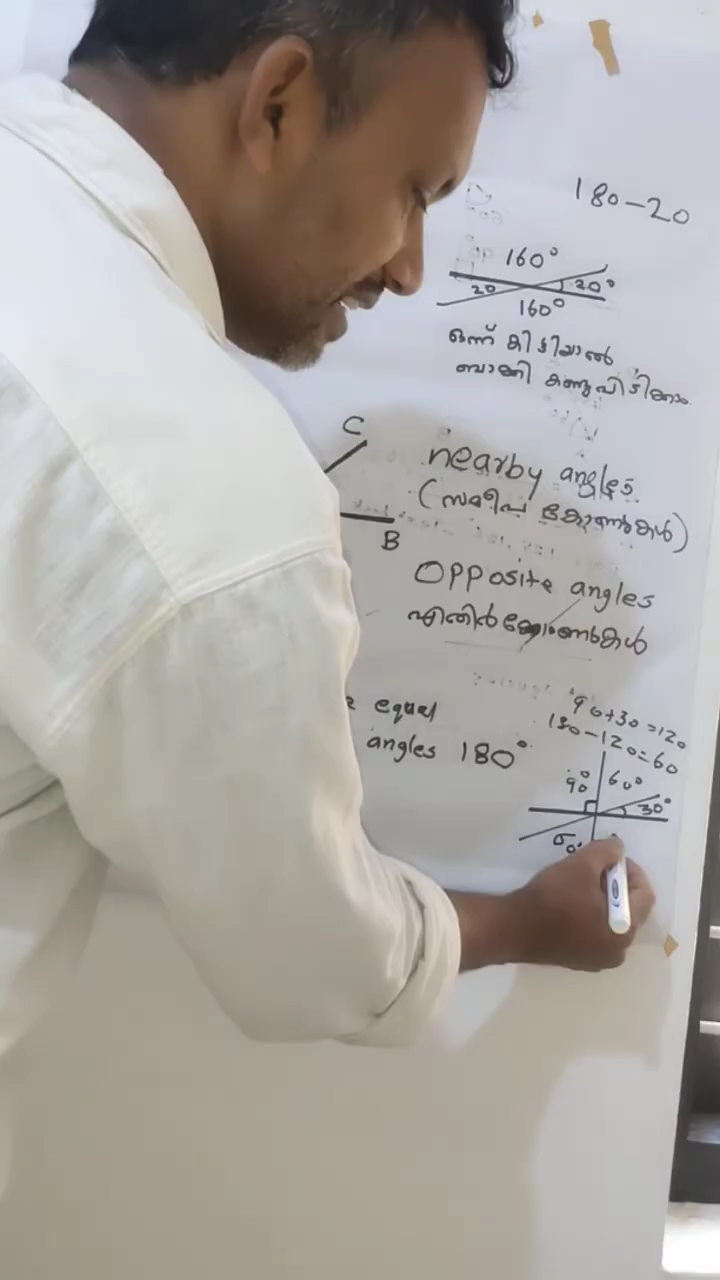 180-20
160°
20 20°
160°
ഒന്ന് കിട്ടിയാൽ
ബാക്കി കണ്ടുപിടിക്കാം
C
nearby angles
(സമീപ കോണുകൾ)
B
Opposite angles
എതിർകോണുകൾ
equal
angles 180°
90+30=120
180-120=60
90° 60°
30°